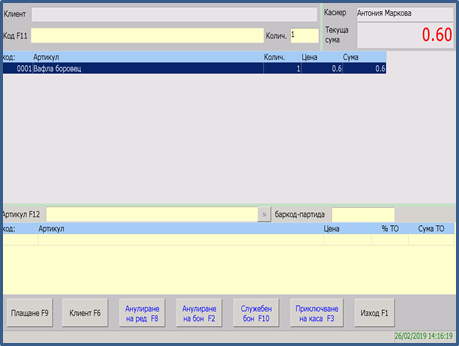 Клиент
Касиер Антония Маркова
Код F11 Колич. 1
Текуща сума 0.60
код: Артикул Колич. Цена Сума
0001 Вафла боровец 1 0.6 0.6
Артикул F12 % баркод-партида
код: Артикул Цена % ТО Сума ТО
Плащане F9
Клиент F6
Анулиране
на ред F8
Анулиране
на бон F2
Служебен
бон F10
Приключване
на каса F3
Изход F1
26/02/2019 14:16:19